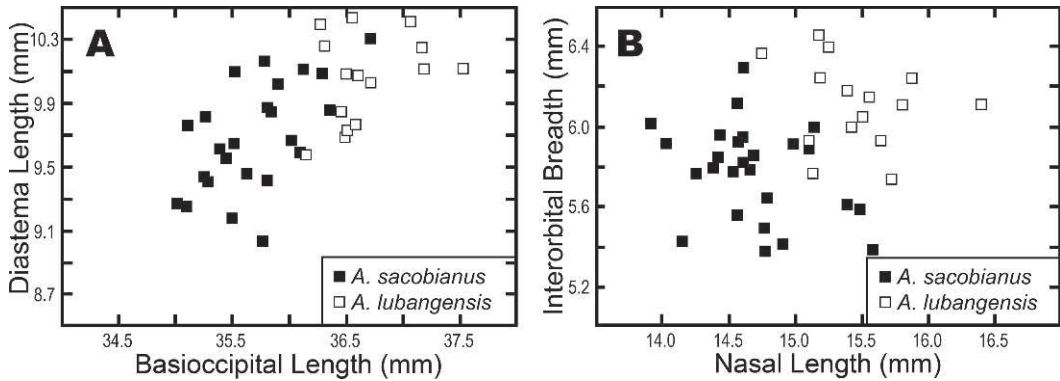 A
Diastema Length (mm)
10.3
9.9
9.5
9.1
8.7
34.5
35.5
36.5
37.5
Basioccipital Length (mm)
A. sacobianus
A. lubangensis
B
Interorbital Breadth (mm)
6.4
6.0
5.6
5.2
14.0
14.5
15.0
15.5
16.0
16.5
Nasal Length (mm)
A. sacobianus
A. lubangensis